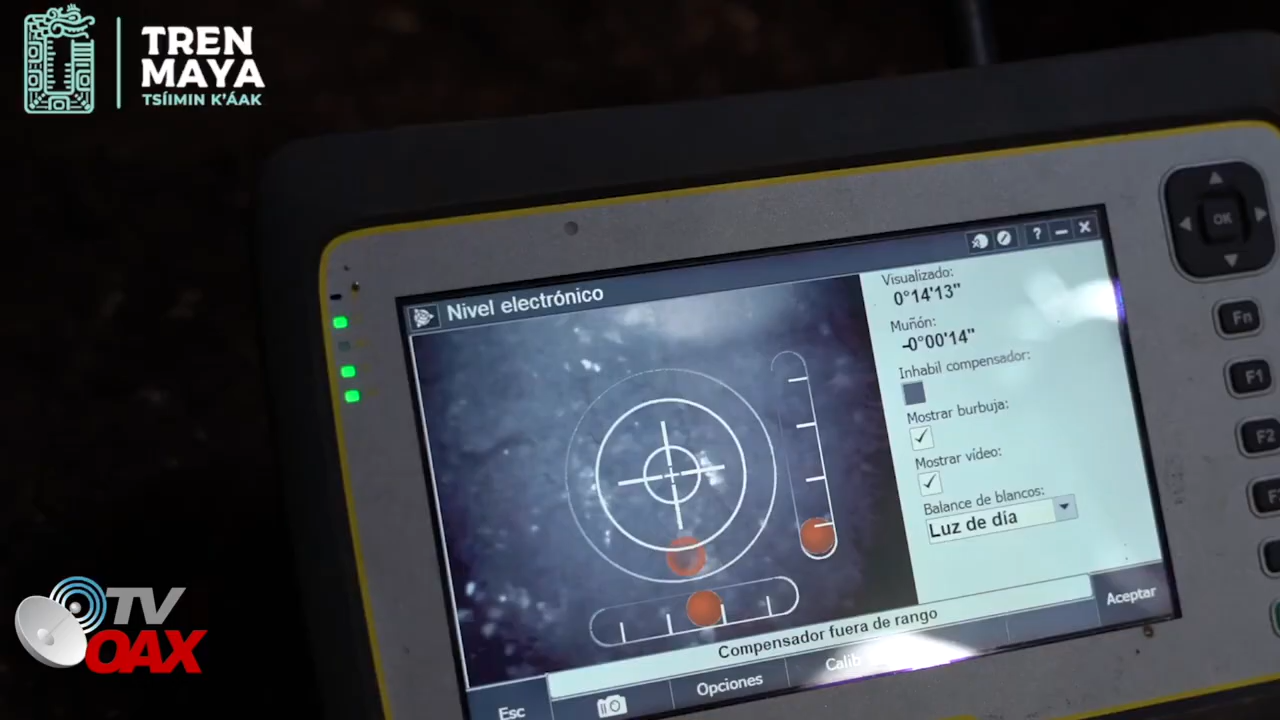 TREN
MAYA
TSÍIMIN K'ÁAK
OK
Fn
F1
F2
F
? – ×
Nivel electrónico
Visualizado:
0°14'13"
Muñón:
-0°00'14"
Inhabil compensador:
Mostrar burbuja:
Mostrar vídeo:
Balance de blancos:
Luz de día
Compensador fuera de rango
Aceptar
Esc
Opciones
Calib
TV
OAX